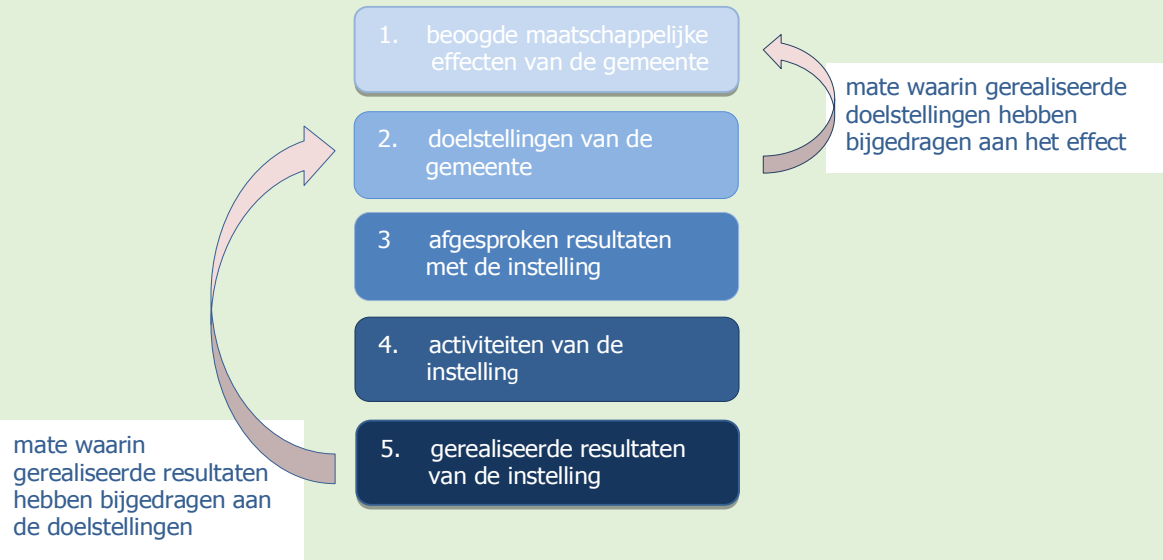 1. beoogde maatschappelijke
effecten van de gemeente
mate waarin gerealiseerde
doelstellingen hebben
bijgedragen aan het effect
2. doelstellingen van de
gemeente
3 afgesproken resultaten
met de instelling
4. activiteiten van de
instelling
5. gerealiseerde resultaten
van de instelling
mate waarin
gerealiseerde resultaten
hebben bijgedragen aan
de doelstellingen